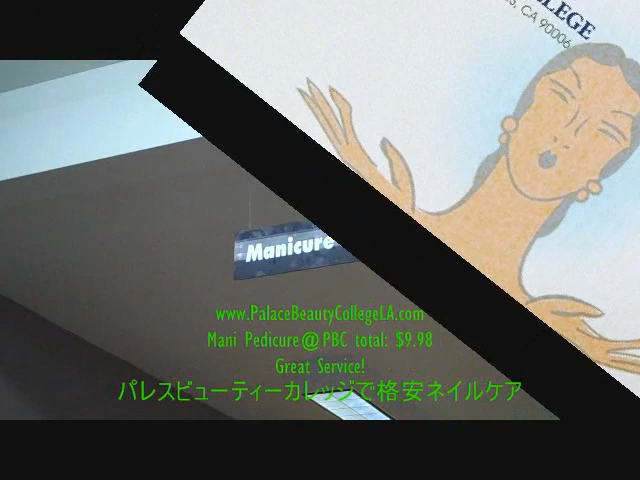 LLEGE
CA 90006
Manicure
www.PalaceBeautyCollegeLA.com
Mani Pedicure@PBC total: $9.98
Great Service!
パレスビューティーカレッジで格安ネイルケア